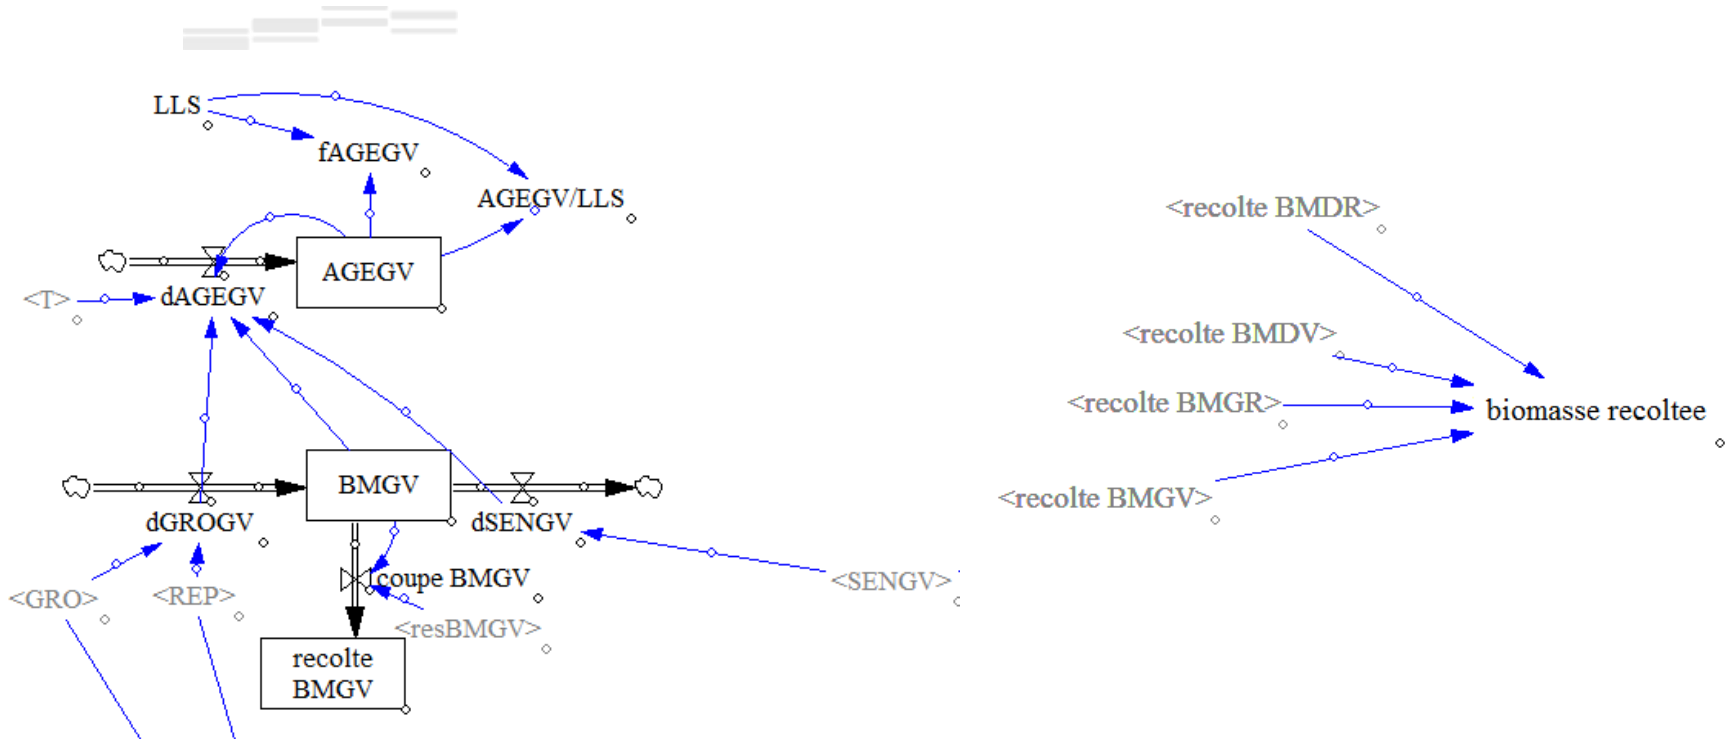 LLS
fAGEGV
AGEGV/LLS
AGEGV
<T>
dAGEGV
BMGV
dGROGV
dSENGV
coupe BMGV
<GRO>
<REP>
<resBMGV>
<SENGV>
recolte
BMGV
<recolte BMDR>
<recolte BMDV>
<recolte BMGR>
biomasse recoltee
<recolte BMGV>